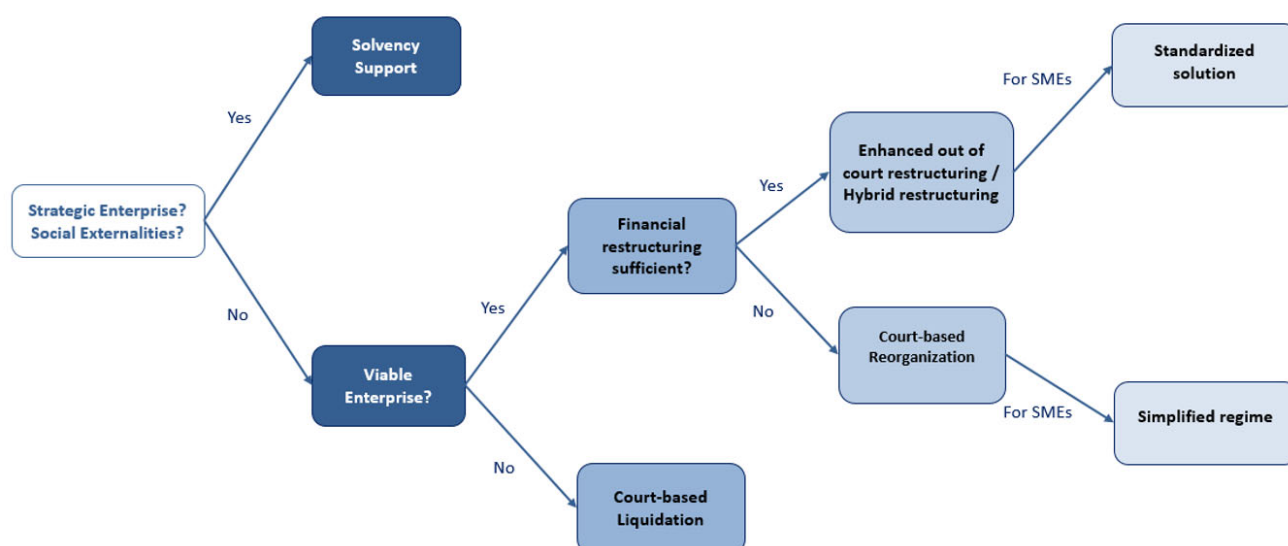 Strategic Enterprise?
Social Externalities?
Yes
No
Solvency
Support
Viable
Enterprise?
Yes
No
Financial
restructuring
sufficient?
Court-based
Liquidation
Yes
No
Enhanced out of
court restructuring /
Hybrid restructuring
Court-based
Reorganization
For SMEs
For SMEs
Standardized
solution
Simplified regime